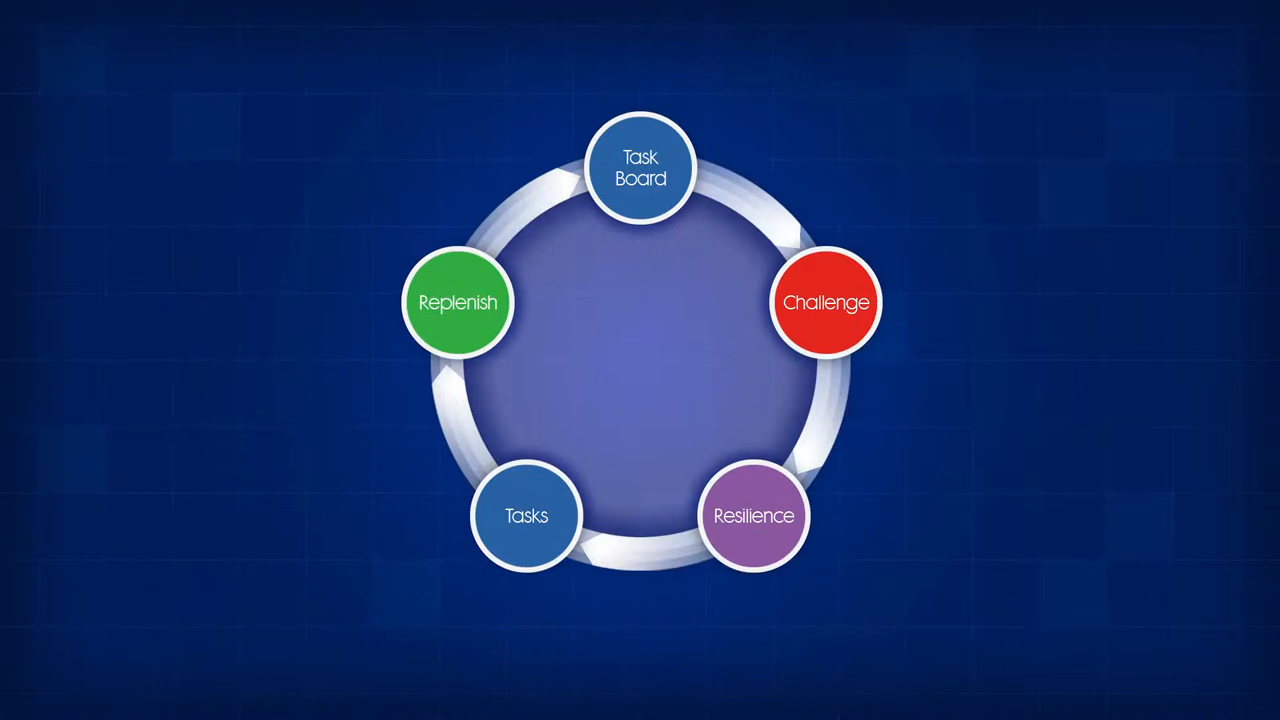 Task
Board
Replenish
Challenge
Tasks
Resilience